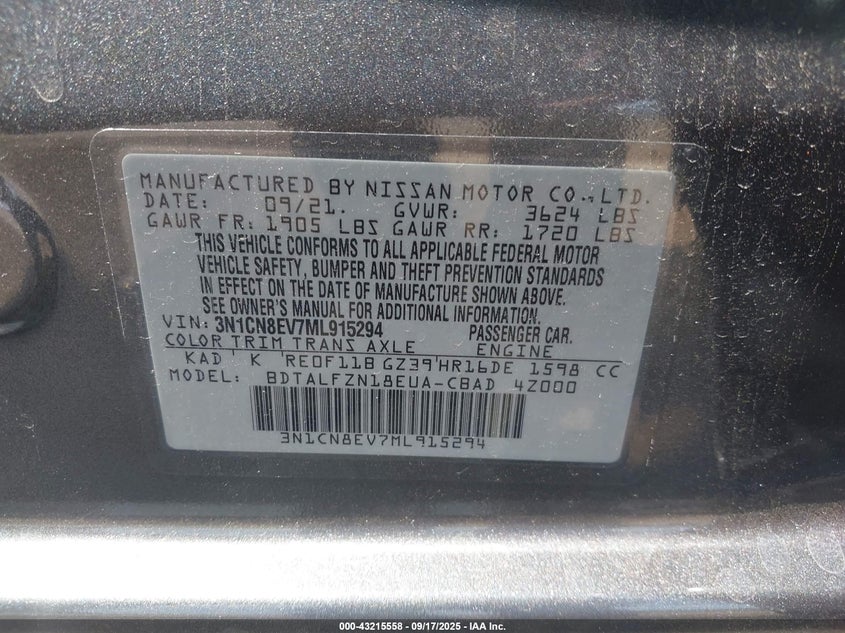 MANUFACTURED BY NISSAN MOTOR CO.,LTD.
DATE: 09/21. GVWR: 3624 LBS
GAWR FR: 1905 LBS GAWR RR: 1720 LBS
THIS VEHICLE CONFORMS TO ALL APPLICABLE FEDERAL MOTOR
VEHICLE SAFETY, BUMPER AND THEFT PREVENTION STANDARDS
IN EFFECT ON THE DATE OF MANUFACTURE SHOWN ABOVE.
SEE OWNER'S MANUAL FOR ADDITIONAL INFORMATION.
VIN: 3N1CN8EV7ML915294 PASSENGER CAR.
COLOR TRIM TRANS AXLE ENGINE
KAD ' K 'RE0F11B GZ39'HR16DE 1598 CC
MODEL: BDTALFZN18EUA-CBAD 4Z000
3N1CN8EV7ML915294
000-43215558 - 09/17/2025 - IAA Inc.